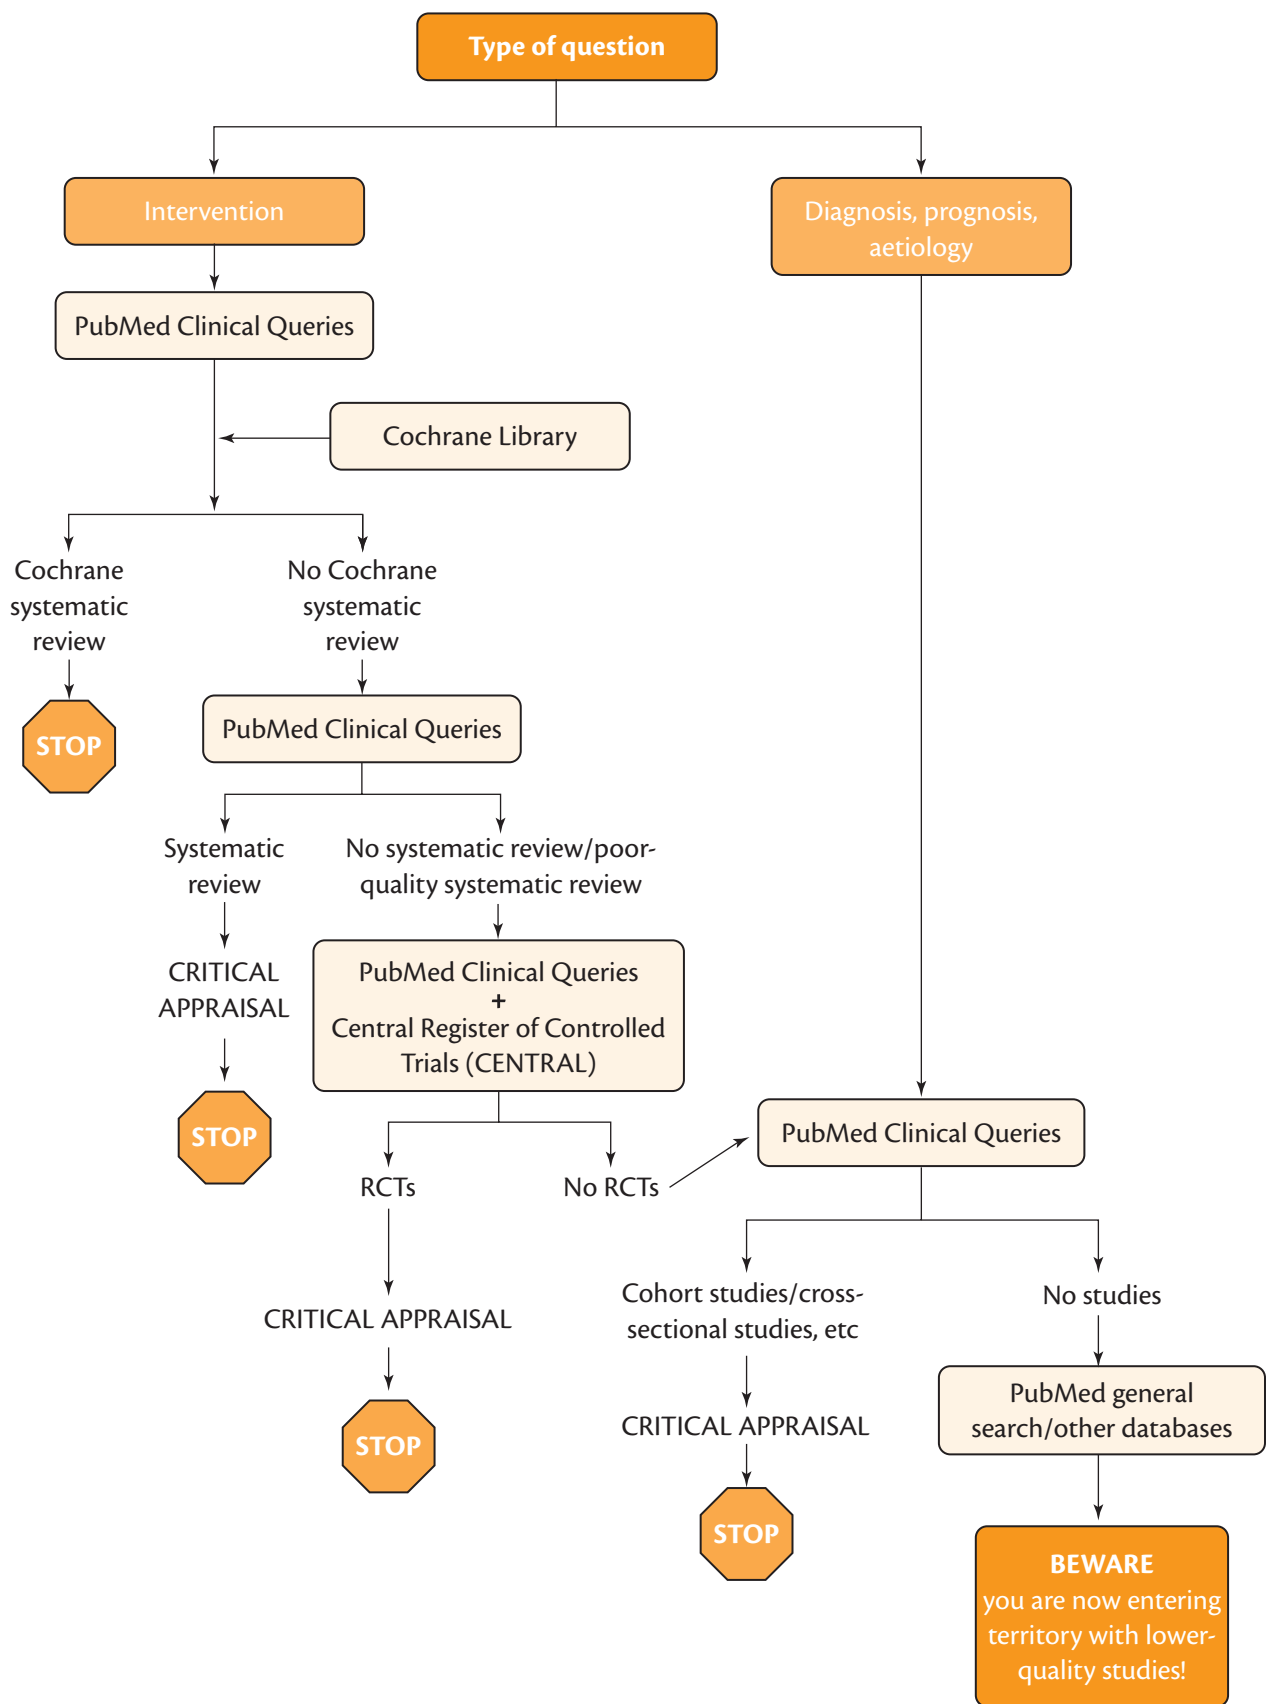 Type of question
Intervention
Diagnosis, prognosis,
aetiology
PubMed Clinical Queries
Cochrane Library
Cochrane
systematic
review
No Cochrane
systematic
review
STOP
PubMed Clinical Queries
Systematic
review
No systematic review/poor-
quality systematic review
CRITICAL
APPRAISAL
PubMed Clinical Queries
+
Central Register of Controlled
Trials (CENTRAL)
STOP
PubMed Clinical Queries
RCTs
No RCTs
Cohort studies/cross-
sectional studies, etc
No studies
CRITICAL APPRAISAL
PubMed general
search/other databases
CRITICAL APPRAISAL
STOP
STOP
BEWARE
you are now entering
territory with lower-
quality studies!